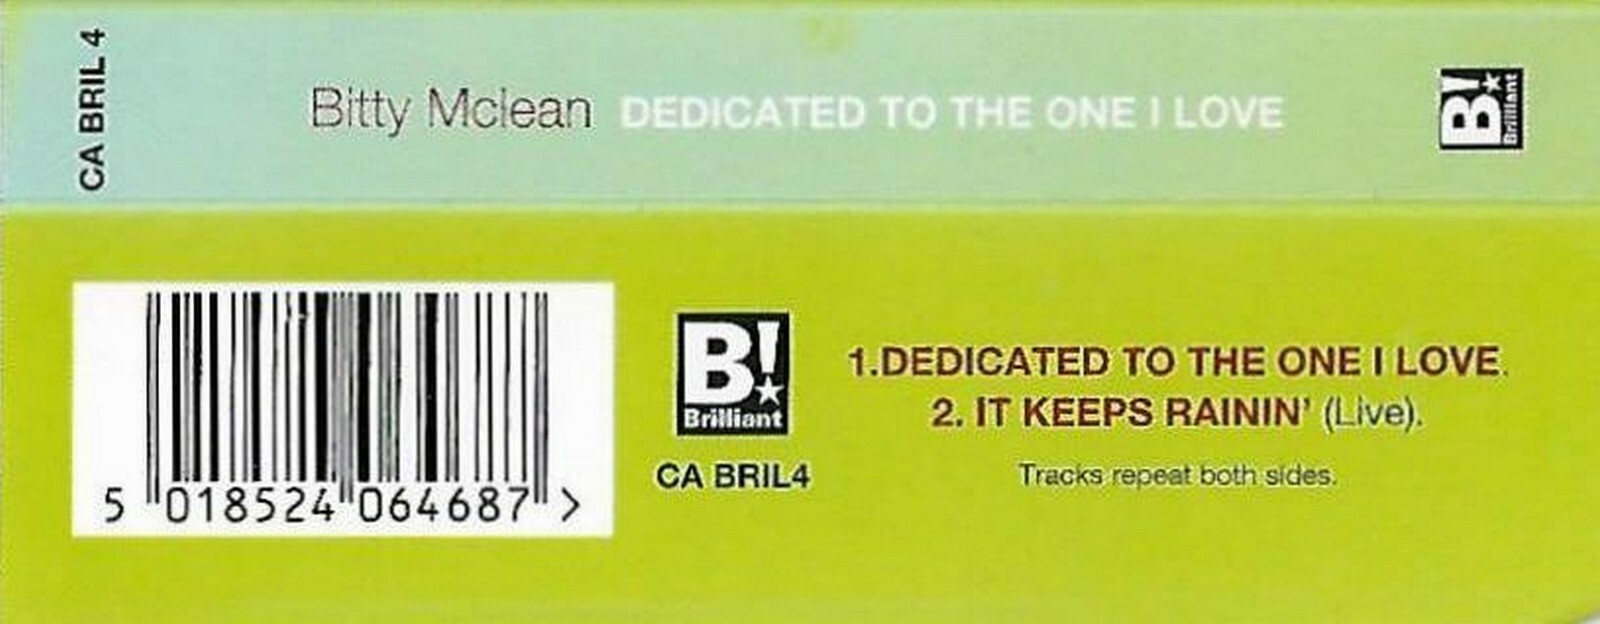 CA BRIL 4
Bitty Mclean DEDICATED TO THE ONE I LOVE
B! Brilliant
5 018524 064687 >
B!
Brilliant
CA BRIL4
1.DEDICATED TO THE ONE I LOVE.
2. IT KEEPS RAININ' (Live).
Tracks repeat both sides.